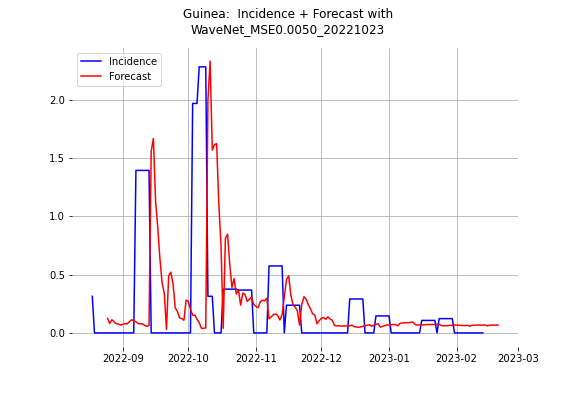 Guinea:  Incidence + Forecast with
WaveNet_MSE0.0050_20221023
Incidence
Forecast
2.0
1.5
1.0
0.5
0.0
2022-09 2022-10 2022-11 2022-12 2023-01 2023-02 2023-03